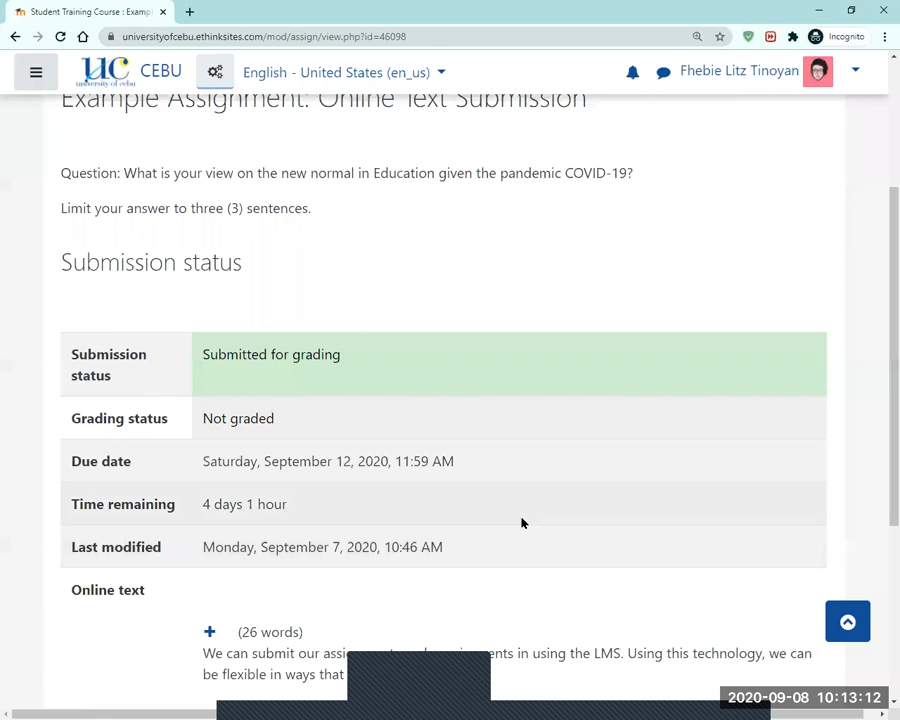 Student Training Course : Exampl
universityofcebu.ethinksites.com/mod/assign/view.php?id=46098
Incognito
UC
university of cebu
CEBU
English - United States (en_us)
Fhebie Litz Tinoyan
Example Assignment: Online Text Submission
Question: What is your view on the new normal in Education given the pandemic COVID-19?
Limit your answer to three (3) sentences.
Submission status
Submission status
Submitted for grading
Grading status
Not graded
Due date
Saturday, September 12, 2020, 11:59 AM
Time remaining
4 days 1 hour
Last modified
Monday, September 7, 2020, 10:46 AM
Online text
(26 words)
We can submit our in using the LMS. Using this technology, we can
be flexible in ways that
2020-09-08 10:13:12